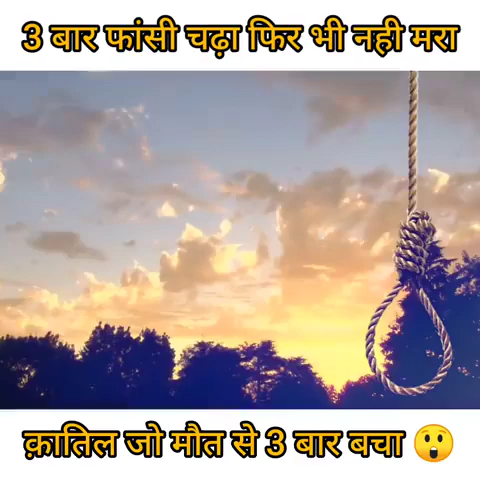 3 बार फांसी चढ़ा फिर भी नही मरा
क़ातिल जो मौत से 3 बार बचा 😲